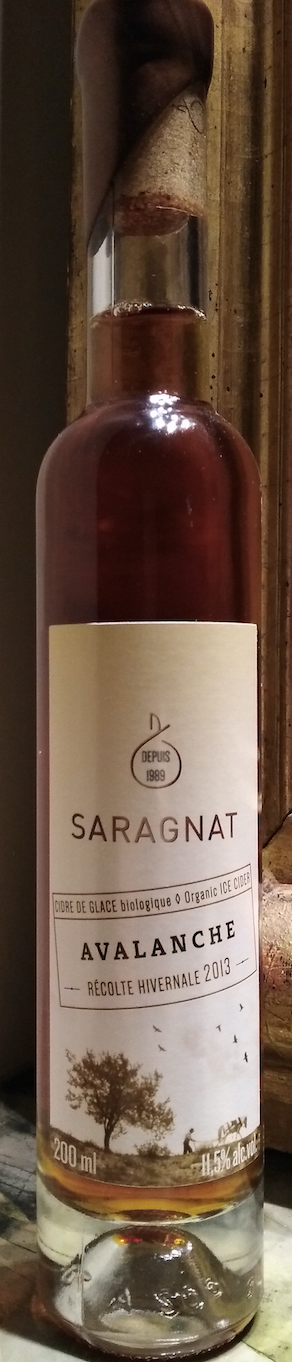 DEPUIS
1989
SARAGNAT
CIDRE DE GLACE biologique ◊ Organic ICE CIDER
AVALANCHE
RÉCOLTE HIVERNALE 2013
200 ml 11,5% alc./vol.